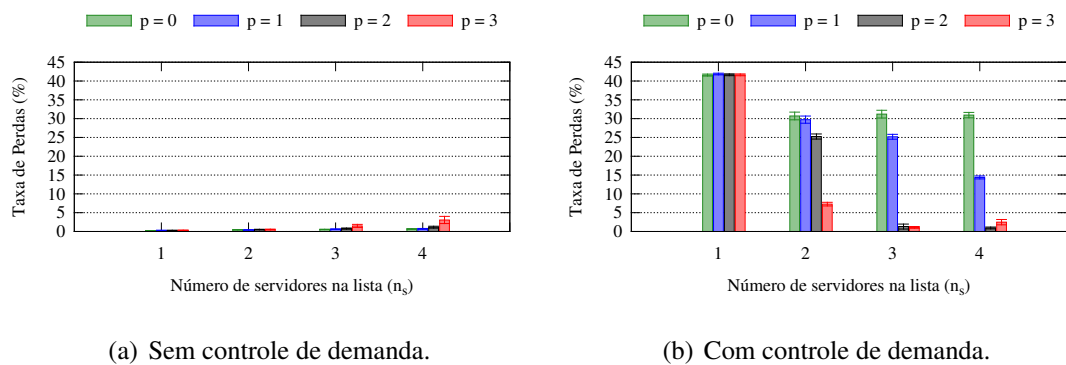 p = 0 p = 1 p = 2 p = 3
45
40
35
30
25
20
15
10
5
0
Taxa de Perdas (%)
1 2 3 4
Número de servidores na lista (ns)
(a) Sem controle de demanda.
p = 0 p = 1 p = 2 p = 3
45
40
35
30
25
20
15
10
5
0
Taxa de Perdas (%)
1 2 3 4
Número de servidores na lista (ns)
(b) Com controle de demanda.